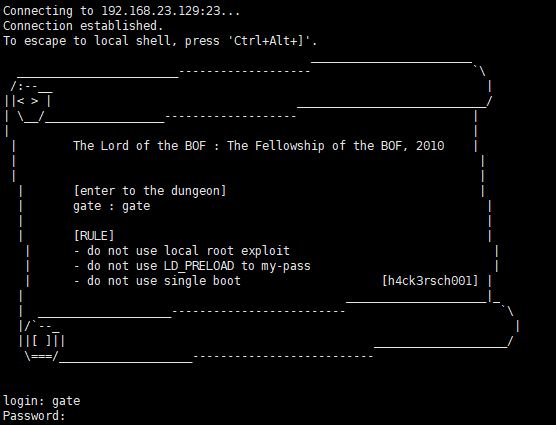 Connecting to 192.168.23.129:23...
Connection established.
To escape to local shell, press 'Ctrl+Alt+]'.
The Lord of the BOF : The Fellowship of the BOF, 2010
[enter to the dungeon]
gate : gate
[RULE]
- do not use local root exploit
- do not use LD_PRELOAD to my-pass
- do not use single boot [h4ck3rsch001]
login: gate
Password: